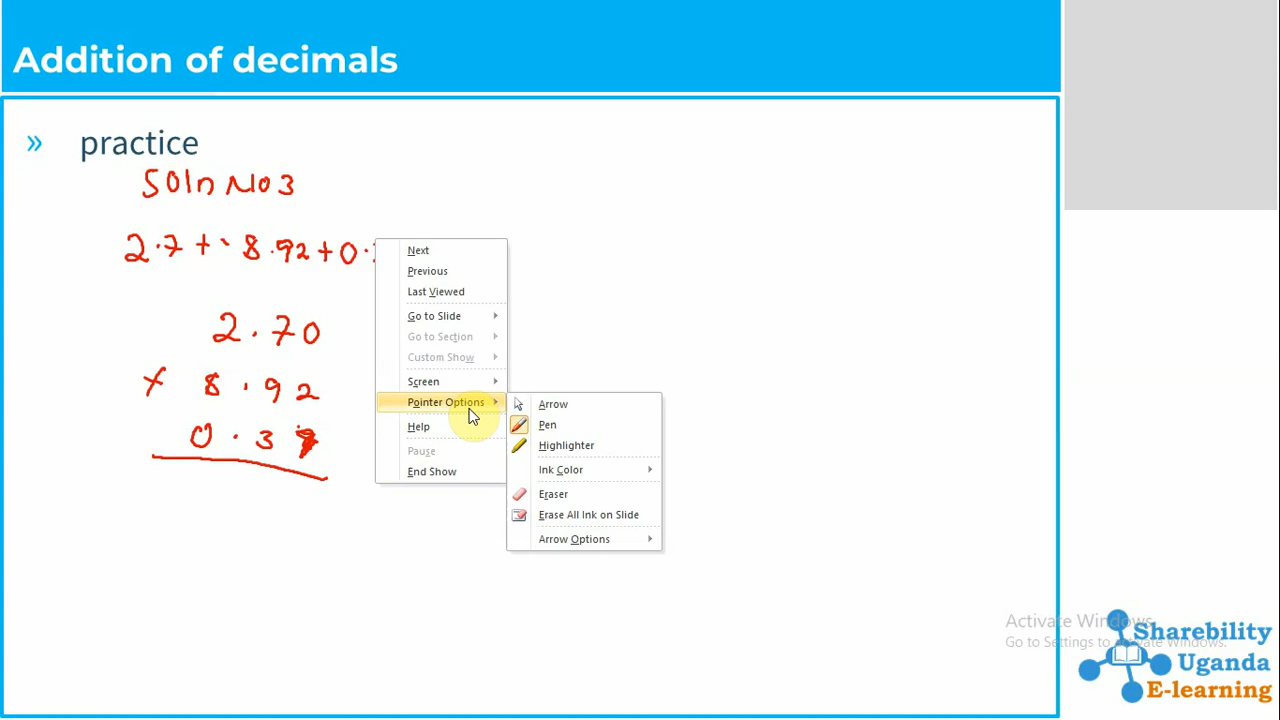 Addition of decimals
» practice
SOln No 3
2.7 + 8.92 + 0.
2.70
+ 8.92
0.3
Next
Previous
Last Viewed
Go to Slide
Go to Section
Custom Show
Screen
Pointer Options
Help
Pause
End Show
Arrow
Pen
Highlighter
Ink Color
Eraser
Erase All Ink on Slide
Arrow Options
Activate Windows
Go to Settings to activate Windows.
Sharebility
Uganda
E-learning